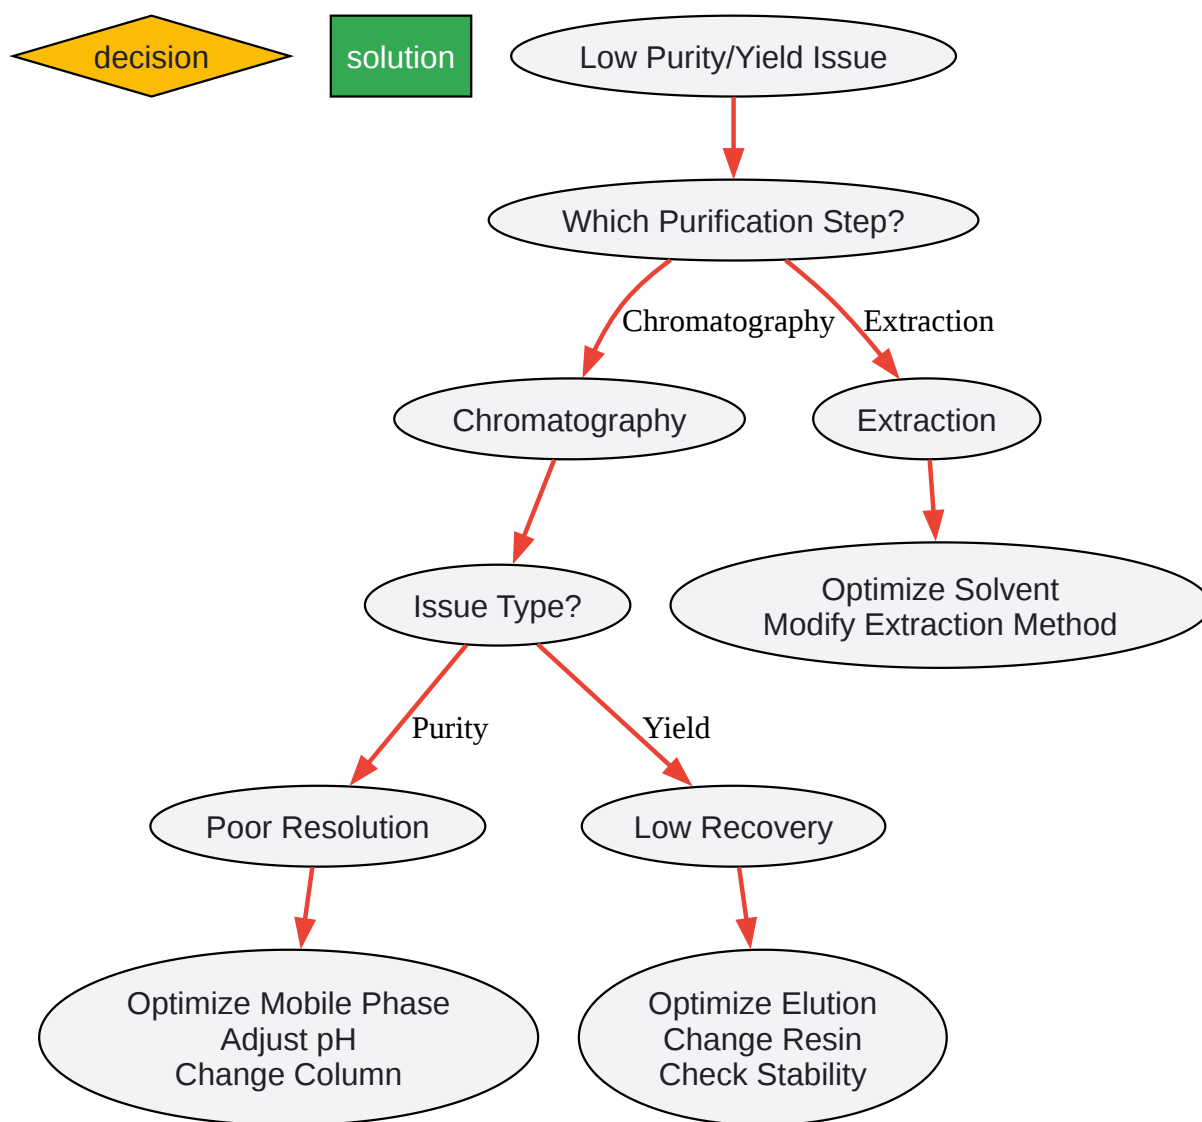 decision
solution
Low Purity/Yield Issue
Which Purification Step?
Chromatography
Extraction
Chromatography
Extraction
Issue Type?
Optimize Solvent
Modify Extraction Method
Purity
Yield
Poor Resolution
Low Recovery
Optimize Mobile Phase
Adjust pH
Change Column
Optimize Elution
Change Resin
Check Stability